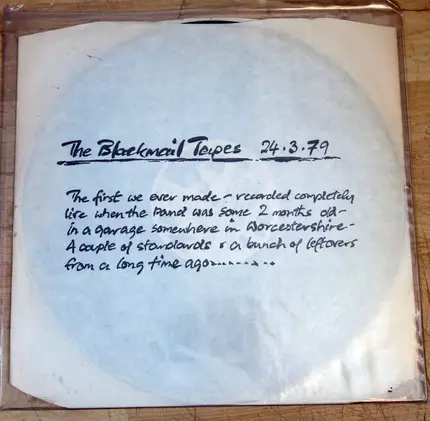 The Blackmail Tapes 24.3.79
The first we ever made - recorded completely
live when the band was some 2 months old -
in a garage somewhere in Worcestershire -
A couple of standards & a bunch of leftovers
from a long time ago.........